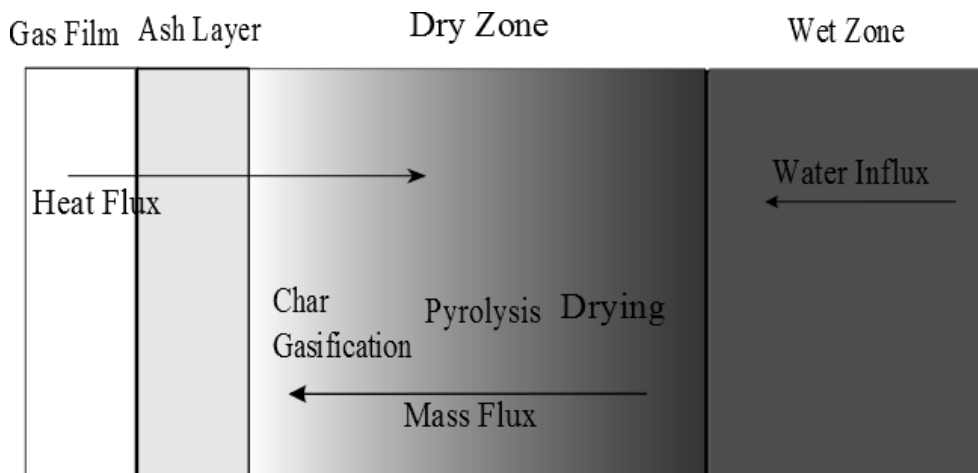 Gas Film Ash Layer Dry Zone Wet Zone
Heat Flux
Water Influx
Char
Gasification
Pyrolysis Drying
Mass Flux